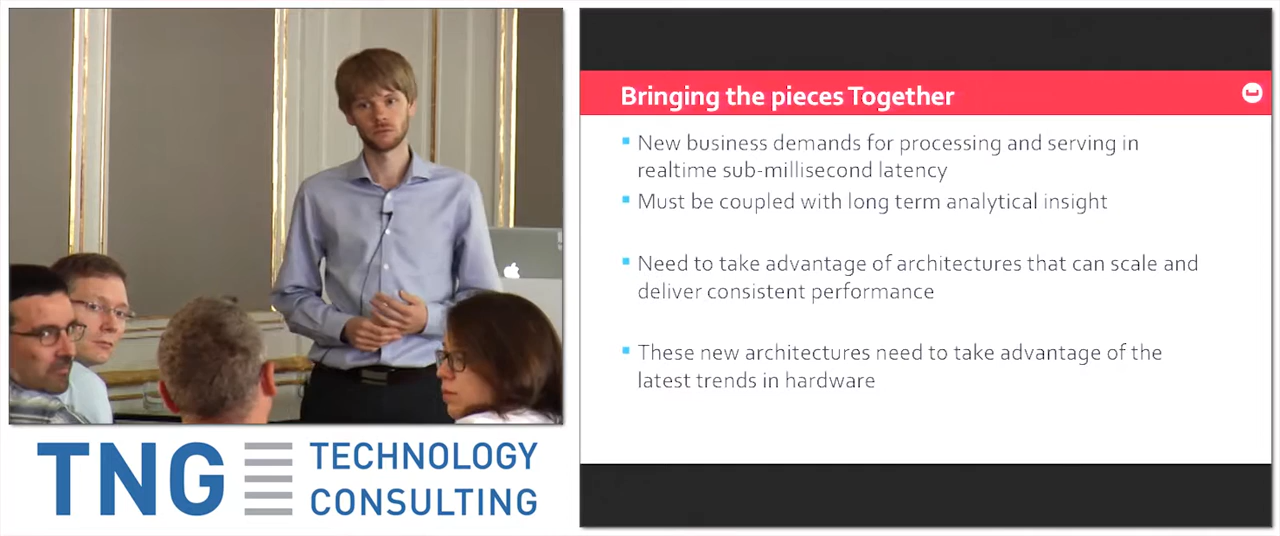 Bringing the pieces Together
New business demands for processing and serving in
realtime sub-millisecond latency
Must be coupled with long term analytical insight
Need to take advantage of architectures that can scale and
deliver consistent performance
These new architectures need to take advantage of the
latest trends in hardware
TNG TECHNOLOGY
CONSULTING